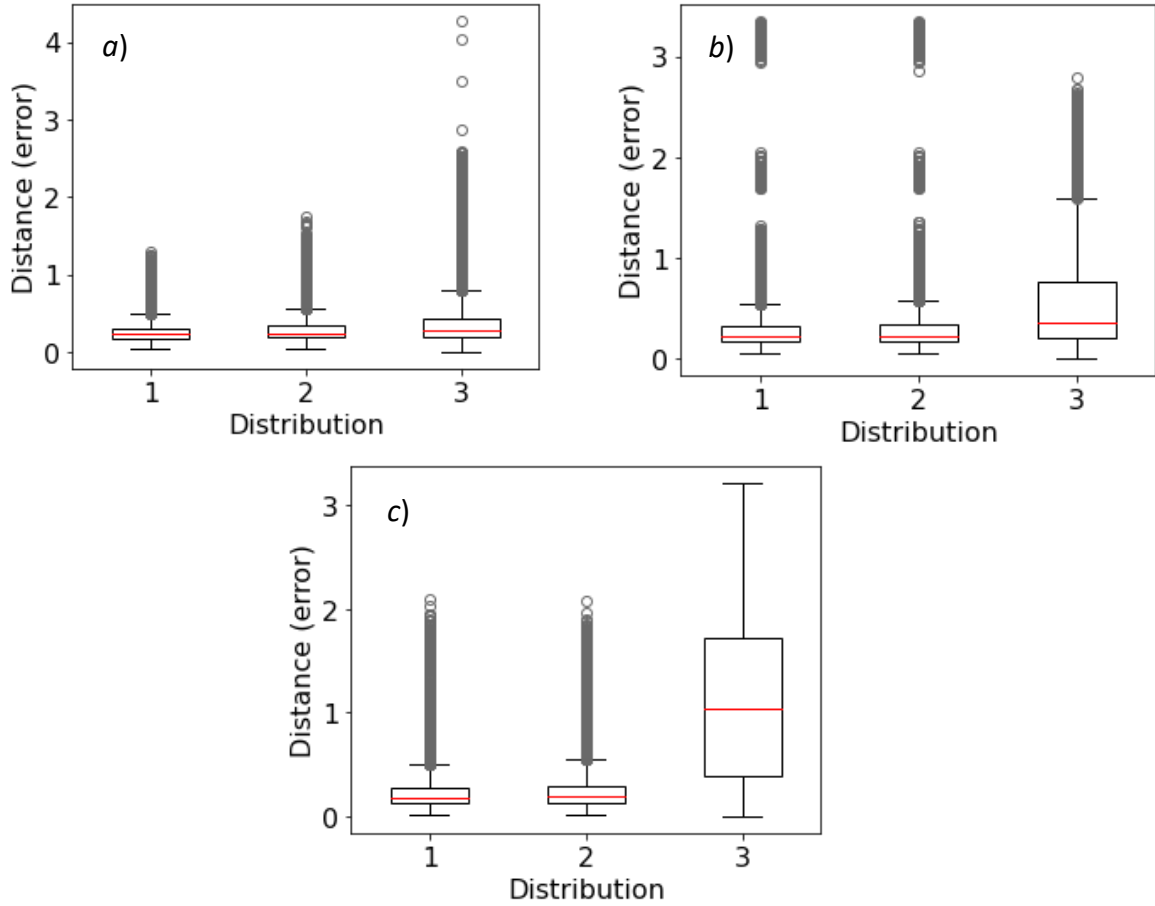 a)
Distance (error)
4
3
2
1
0
1 2 3
Distribution
b)
Distance (error)
3
2
1
0
1 2 3
Distribution
c)
Distance (error)
3
2
1
0
1 2 3
Distribution